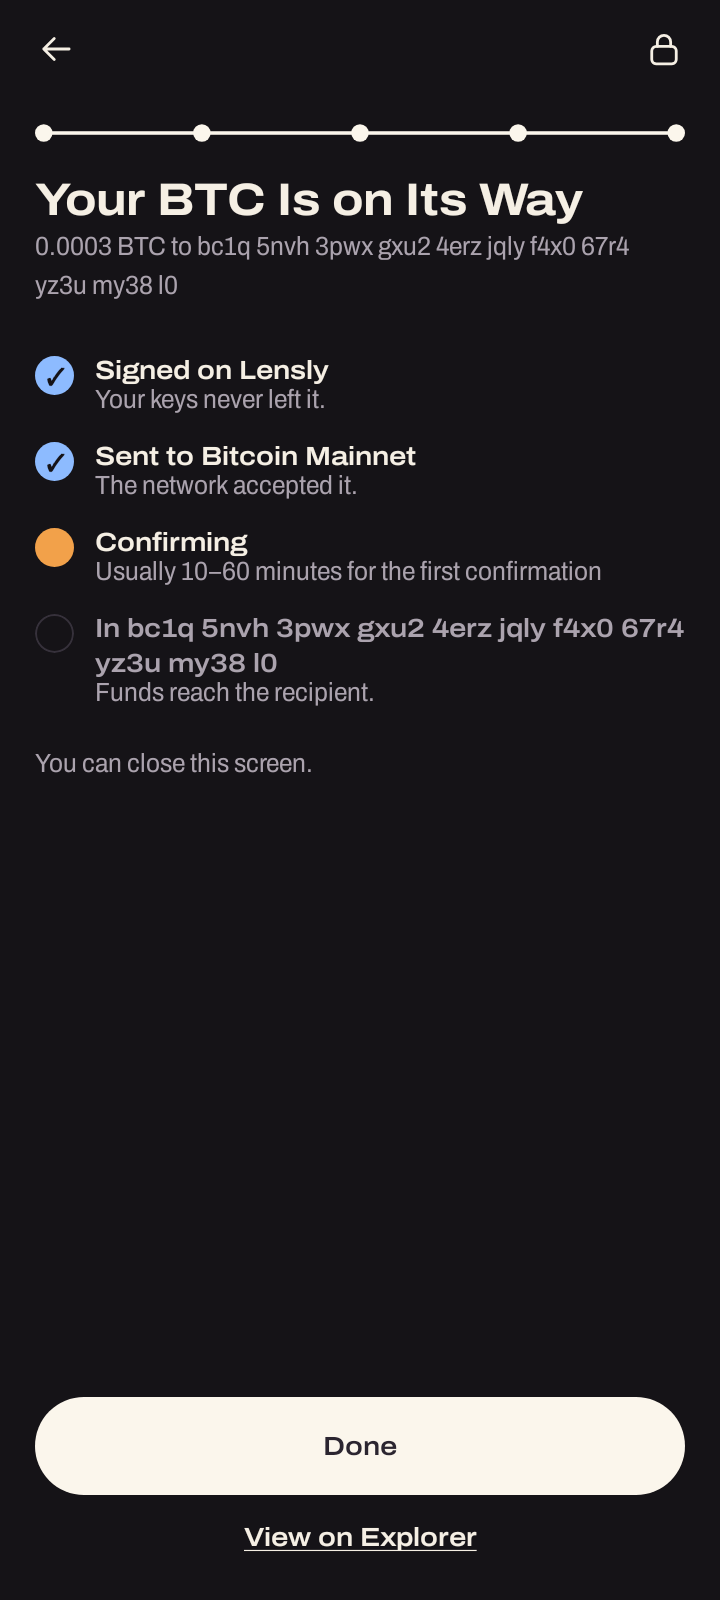 Your BTC Is on Its Way
0.0003 BTC to bc1q 5nvh 3pwx gxu2 4erz jqly f4x0 67r4
yz3u my38 l0
Signed on Lensly
Your keys never left it.
Sent to Bitcoin Mainnet
The network accepted it.
Confirming
Usually 10–60 minutes for the first confirmation
In bc1q 5nvh 3pwx gxu2 4erz jqly f4x0 67r4
yz3u my38 l0
Funds reach the recipient.
You can close this screen.
Done
View on Explorer